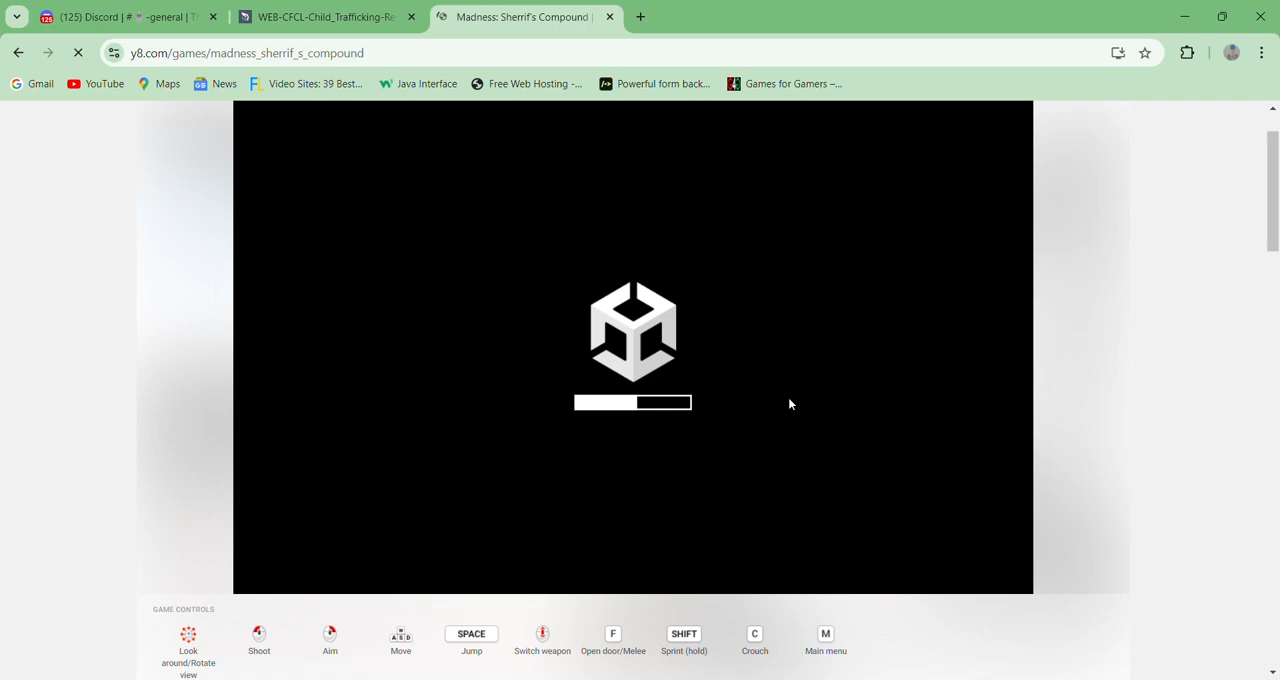 (125) Discord | # -general | T
WEB-CFCL-Child_Trafficking-Re
Madness: Sherrif's Compound |
y8.com/games/madness_sherrif_s_compound
Gmail
YouTube
Maps
News
Video Sites: 39 Best...
Java Interface
Free Web Hosting -...
Powerful form back...
Games for Gamers –...
GAME CONTROLS
W
A S D
SPACE
F
SHIFT
C
M
Look around/Rotate view
Shoot
Aim
Move
Jump
Switch weapon
Open door/Melee
Sprint (hold)
Crouch
Main menu